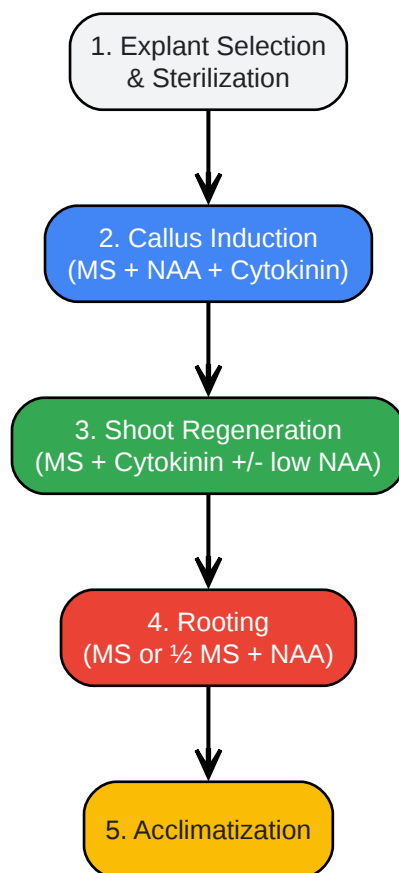 1. Explant Selection
& Sterilization
2. Callus Induction
(MS + NAA + Cytokinin)
3. Shoot Regeneration
(MS + Cytokinin +/- low NAA)
4. Rooting
(MS or ½ MS + NAA)
5. Acclimatization